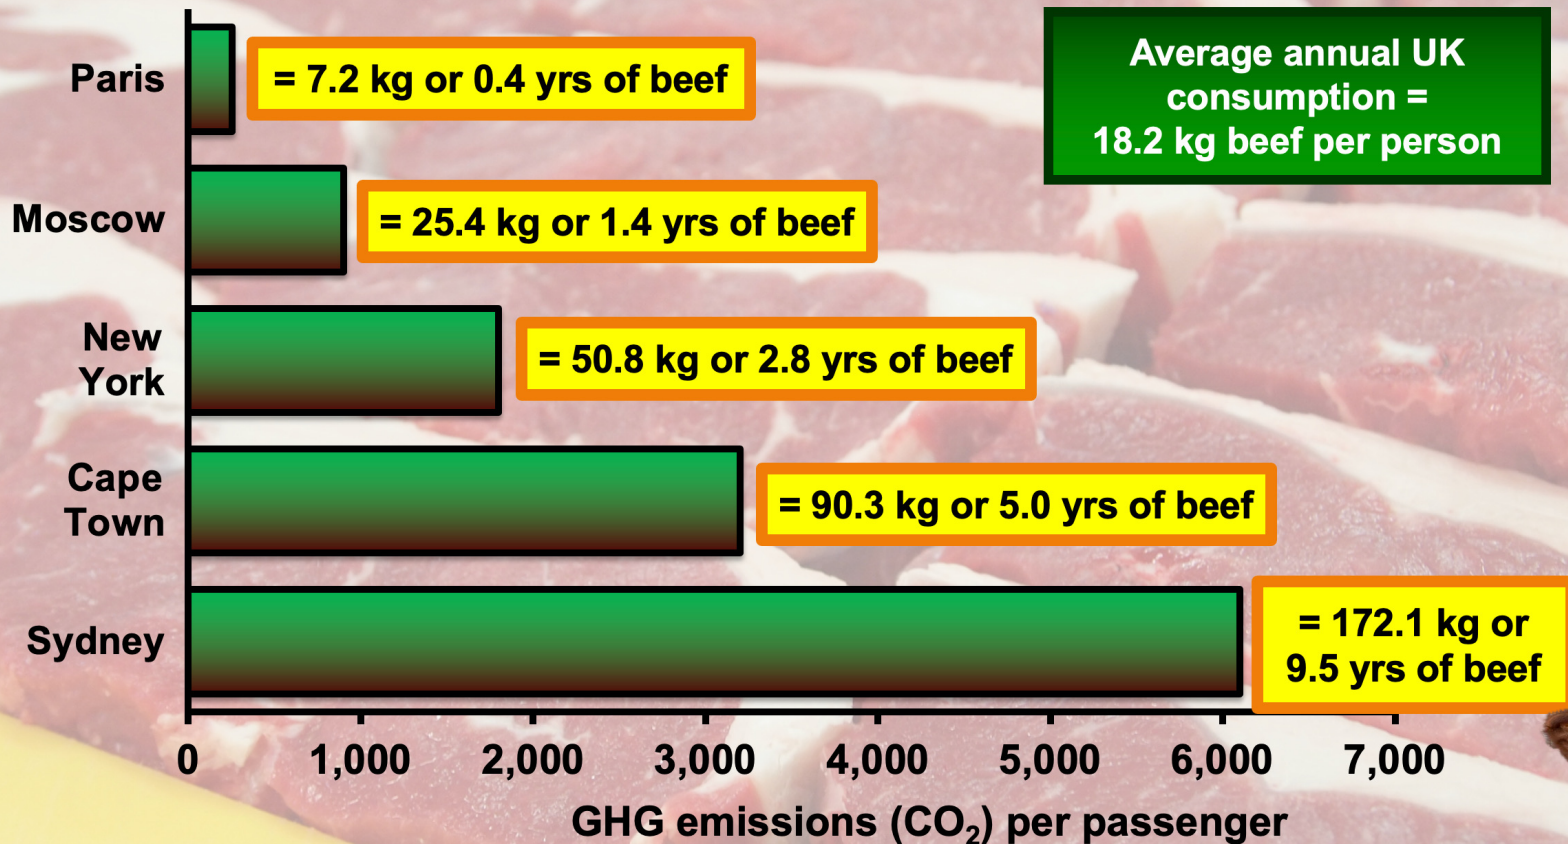 Average annual UK
consumption =
18.2 kg beef per person
Paris
= 7.2 kg or 0.4 yrs of beef
Moscow
= 25.4 kg or 1.4 yrs of beef
New
York
= 50.8 kg or 2.8 yrs of beef
Cape
Town
= 90.3 kg or 5.0 yrs of beef
Sydney
= 172.1 kg or
9.5 yrs of beef
0 1,000 2,000 3,000 4,000 5,000 6,000 7,000
GHG emissions (CO₂) per passenger